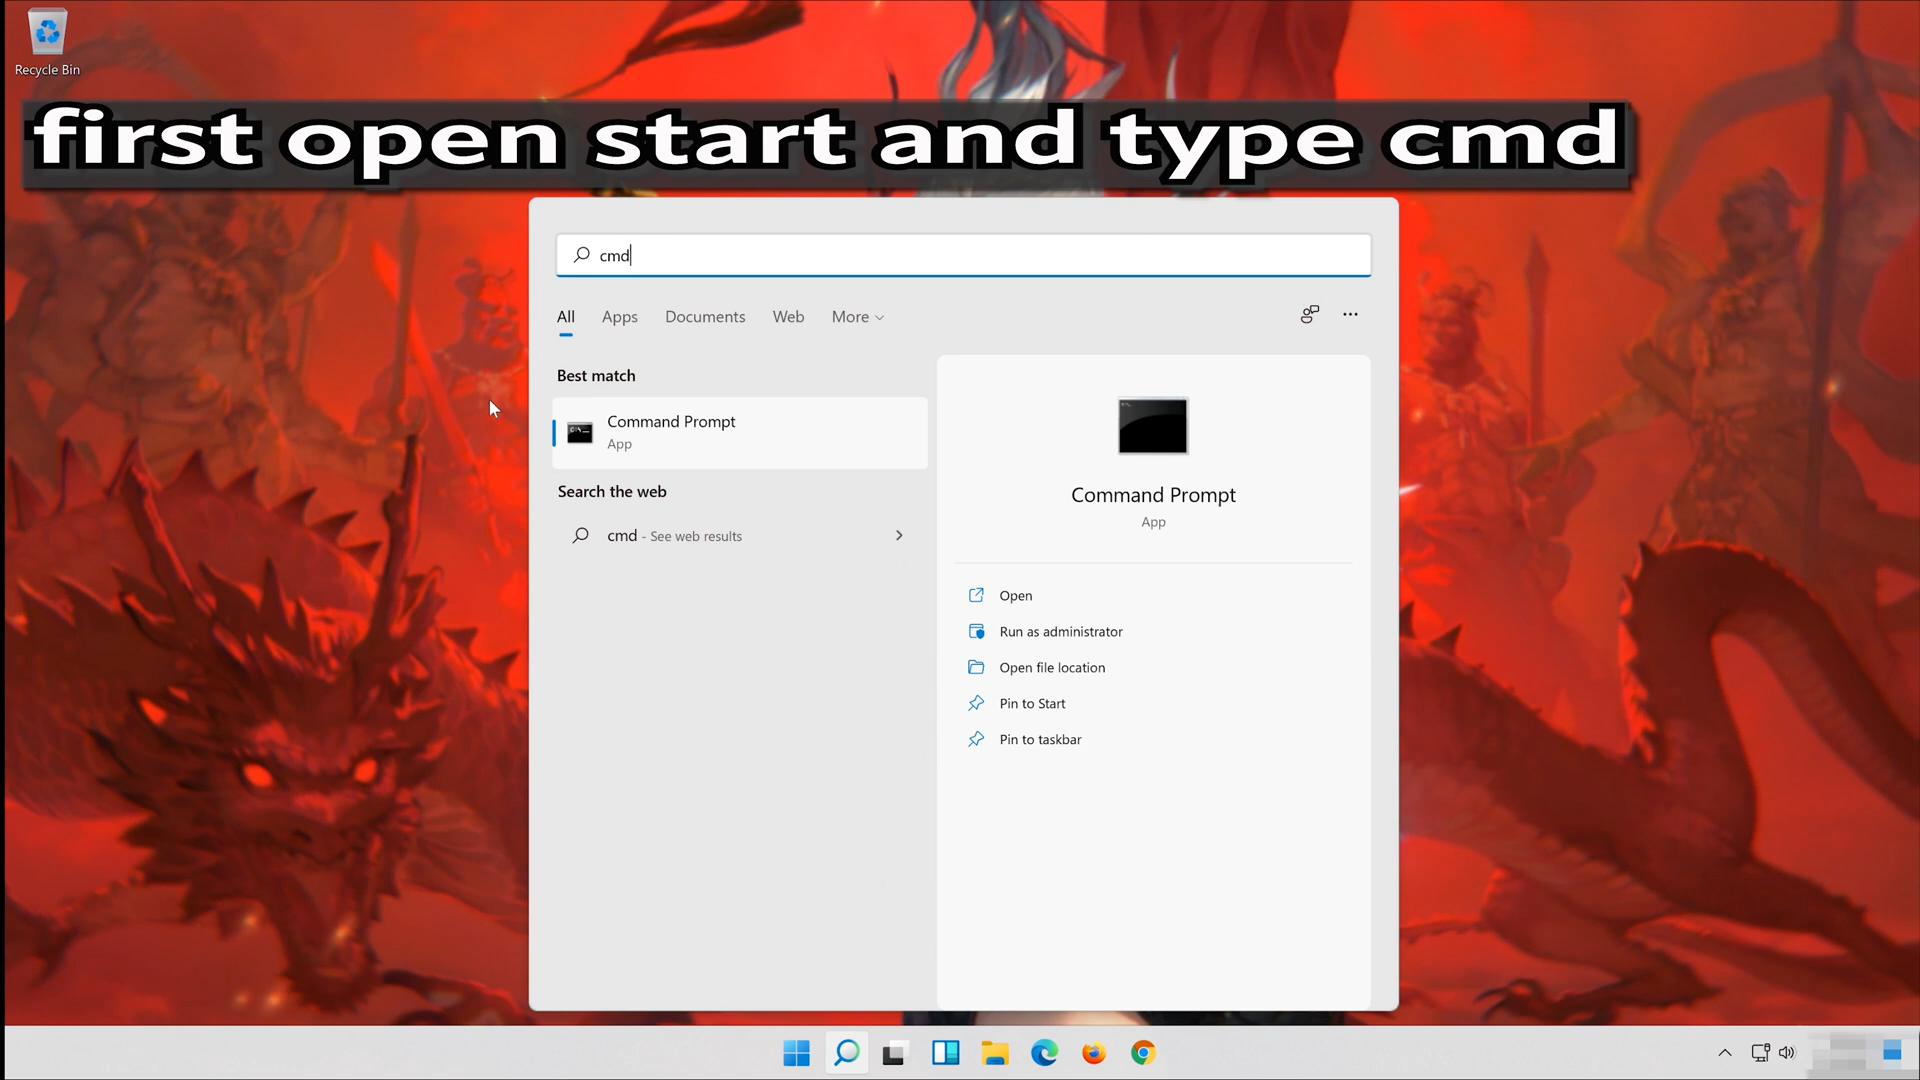 Recycle Bin
first open start and type cmd
cmd
All Apps Documents Web More
Best match
Command Prompt
App
Search the web
cmd - See web results
Command Prompt
App
Open
Run as administrator
Open file location
Pin to Start
Pin to taskbar